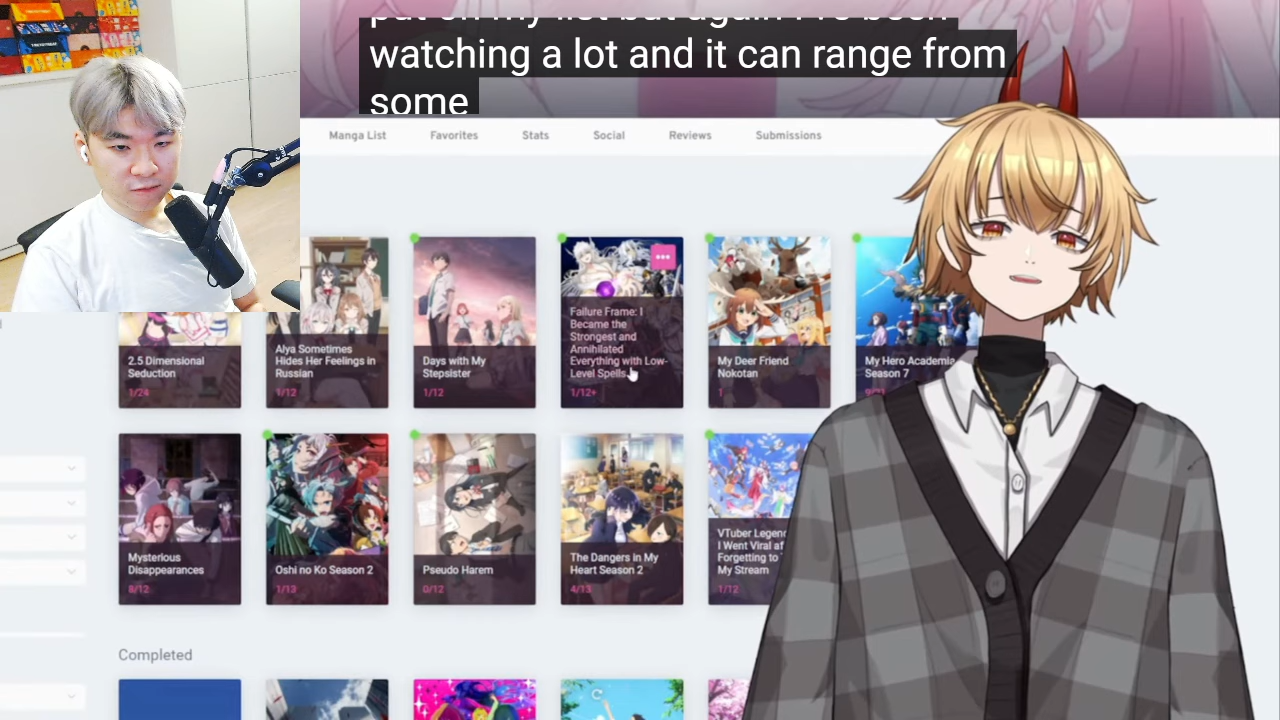 watching a lot and it can range from
some
Manga List
Favorites
Stats
Social
Reviews
Submissions
2.5 Dimensional
Seduction
1/24
Alya Sometimes
Hides Her Feelings in
Russian
1/12
Days with My
Stepsister
1/12
Failure Frame: I
Became the
Strongest and
Annihilated
Everything with Low-
Level Spells
1/12+
My Deer Friend
Nokotan
1
My Hero Academia
Season 7
Mysterious
Disappearances
8/12
Oshi no Ko Season 2
1/13
Pseudo Harem
0/12
The Dangers in My
Heart Season 2
4/13
VTuber Legend
I Went Viral af
Forgetting to
My Stream
1/12
Completed